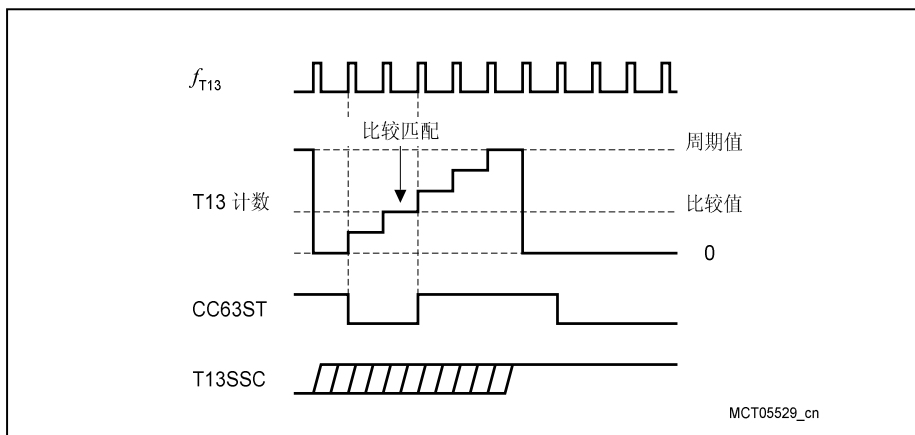 fT13
比较匹配
周期值
T13 计数
比较值
0
CC63ST
T13SSC
MCT05529_cn